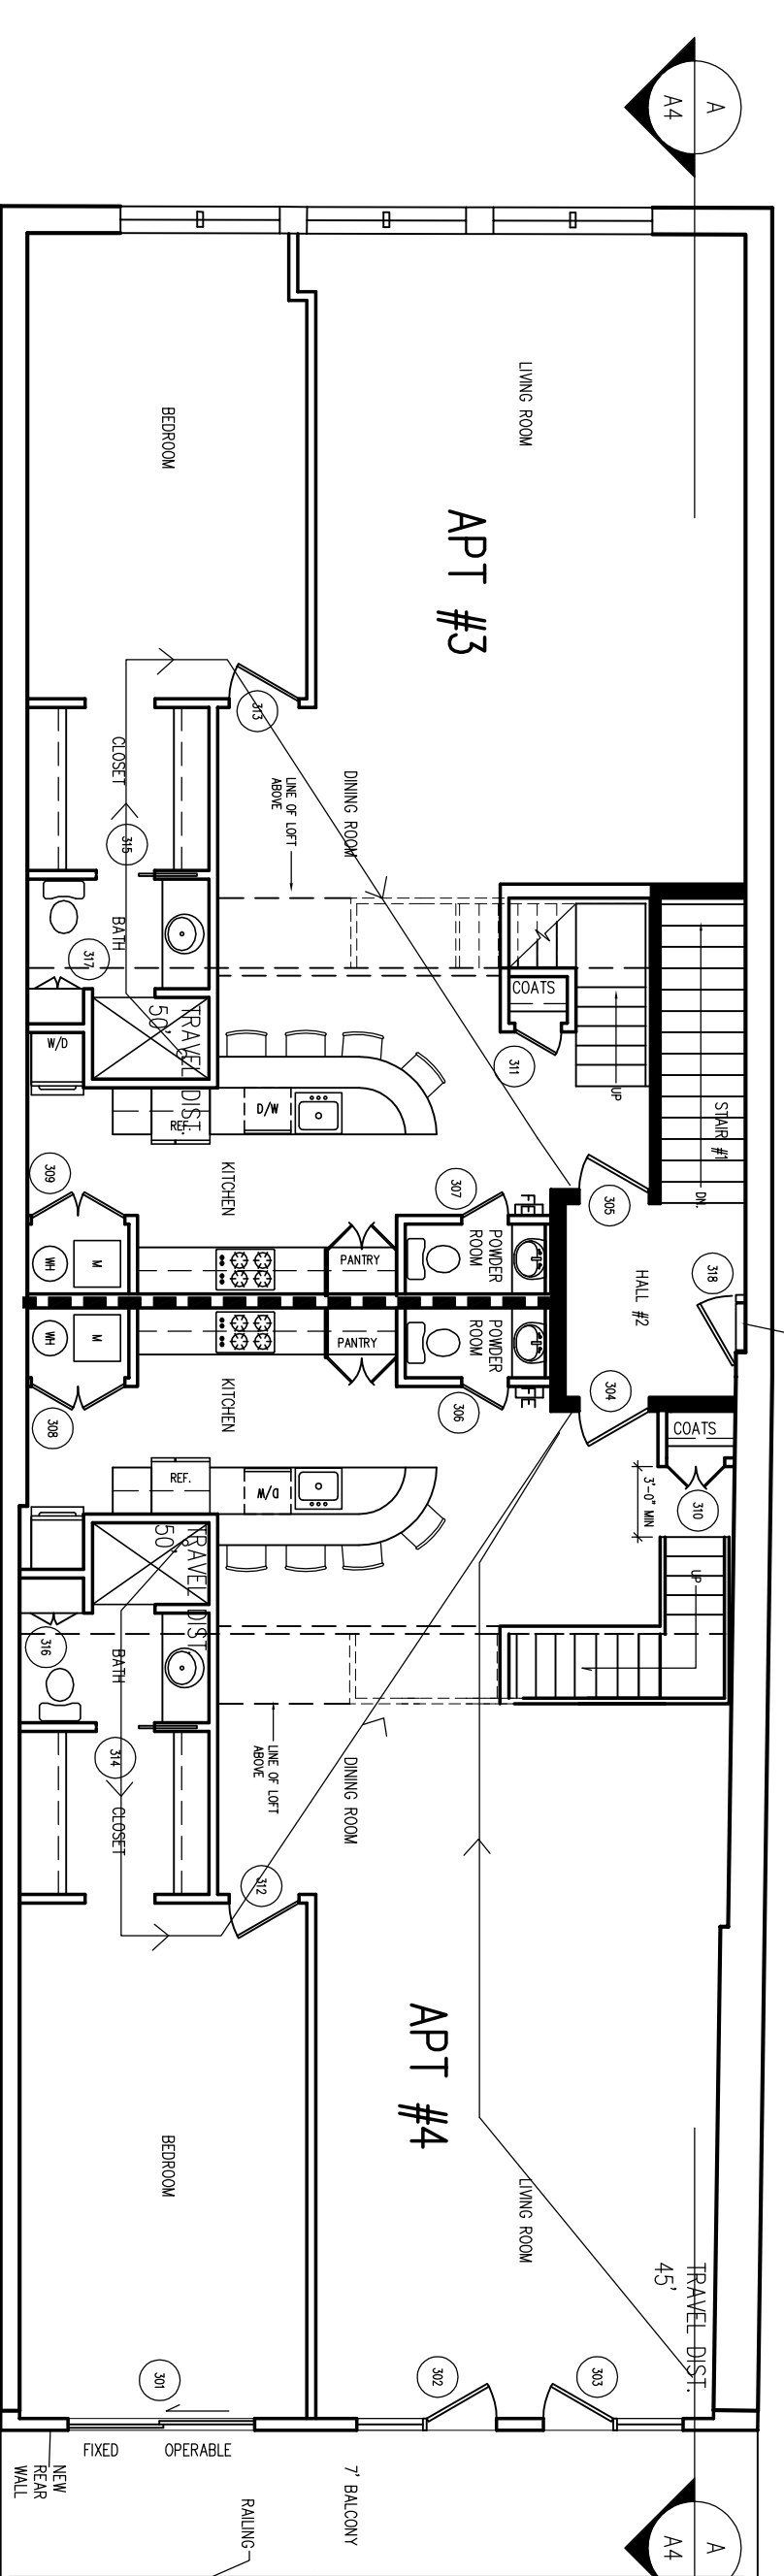 A
A4
LIVING ROOM
BEDROOM
APT #3
313
CLOSET
DINING ROOM
LINE OF LOFT
ABOVE
315
BATH
317
COATS
TRAVEL DIST.
50'
W/D
311
UP
STAIR #1
DN.
D/W
REF.
309
KITCHEN
307
FE
305
POWDER
ROOM
318
HALL #2
WH
M
PANTRY
WH
M
PANTRY
POWDER
ROOM
304
308
KITCHEN
306
FE
COATS
310
3'-0" MIN
REF.
D/W
TRAVEL DIST.
50'
UP
316
BATH
314
LINE OF LOFT
ABOVE
DINING ROOM
CLOSET
312
APT #4
BEDROOM
LIVING ROOM
TRAVEL DIST.
45'
301
302
303
FIXED
OPERABLE
NEW
REAR
WALL
7' BALCONY
RAILING
A
A4